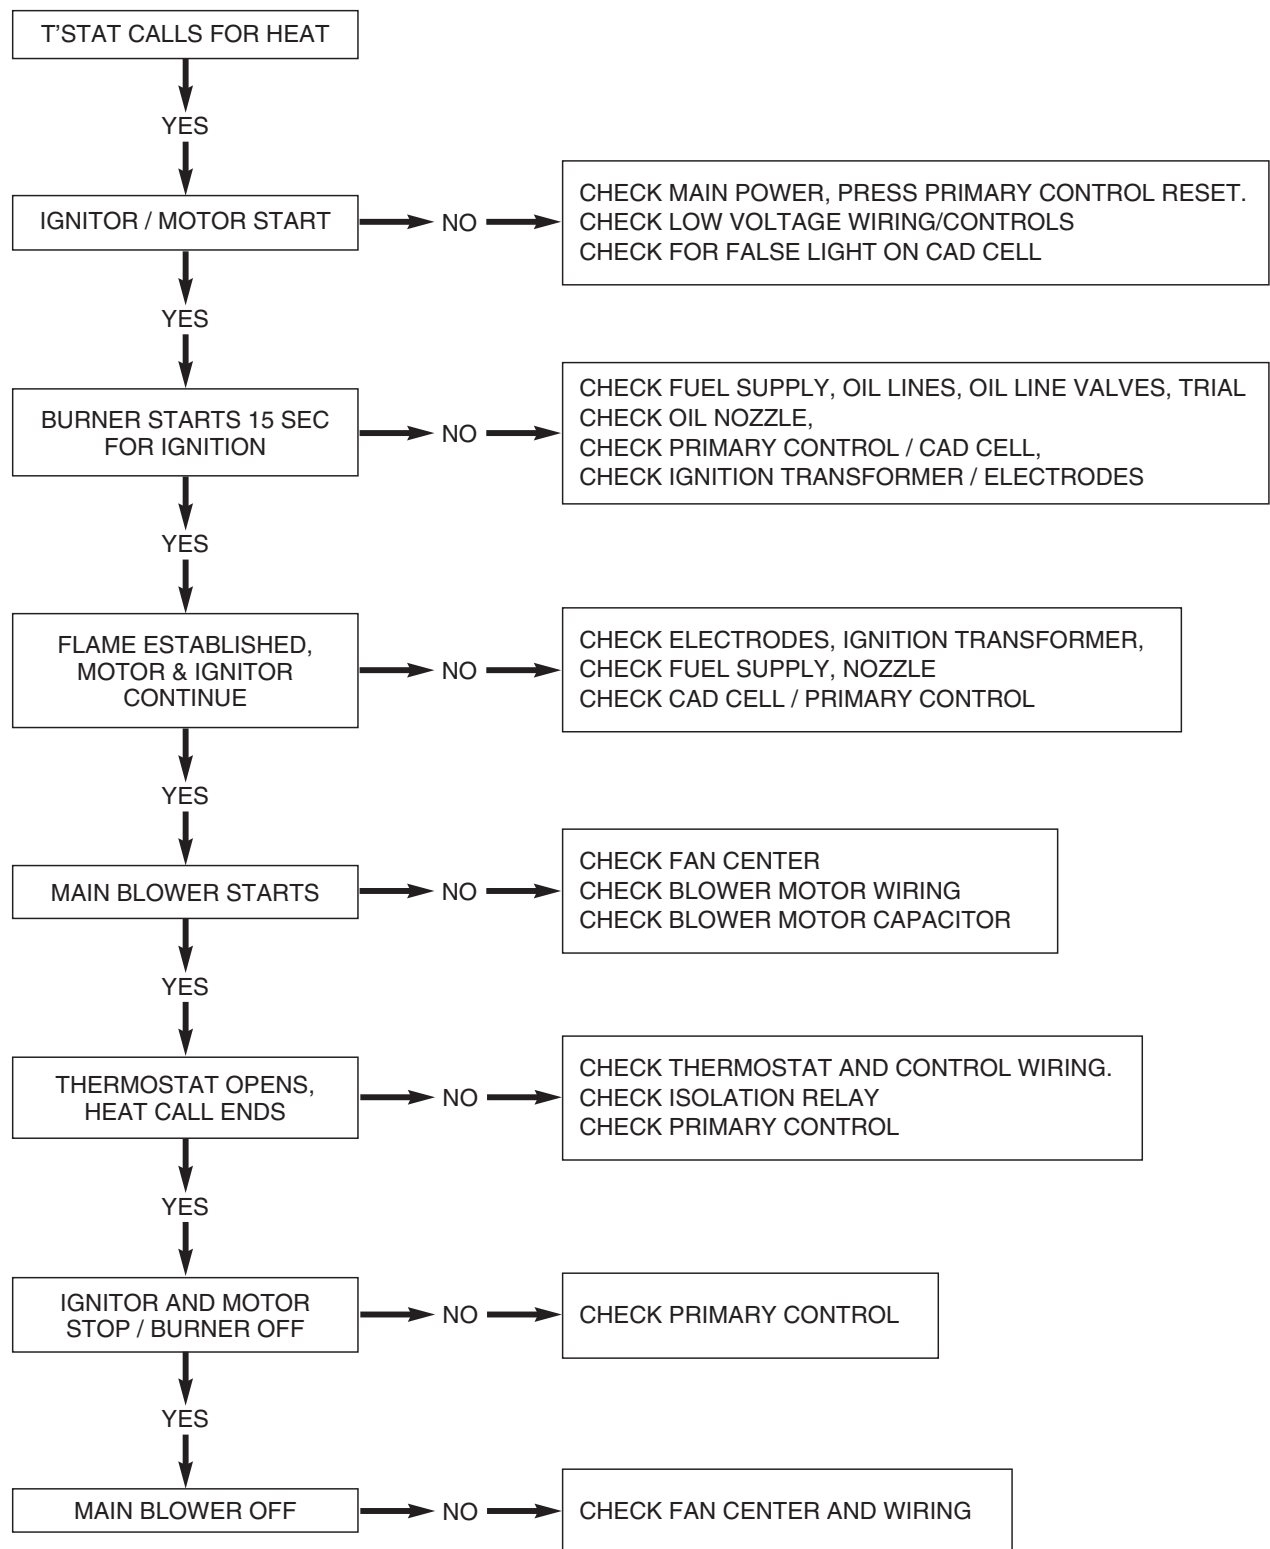 T'STAT CALLS FOR HEAT
YES
IGNITOR / MOTOR START
NO
CHECK MAIN POWER, PRESS PRIMARY CONTROL RESET.
CHECK LOW VOLTAGE WIRING/CONTROLS
CHECK FOR FALSE LIGHT ON CAD CELL
YES
BURNER STARTS 15 SEC
FOR IGNITION
NO
CHECK FUEL SUPPLY, OIL LINES, OIL LINE VALVES, TRIAL
CHECK OIL NOZZLE,
CHECK PRIMARY CONTROL / CAD CELL,
CHECK IGNITION TRANSFORMER / ELECTRODES
YES
FLAME ESTABLISHED,
MOTOR & IGNITOR
CONTINUE
NO
CHECK ELECTRODES, IGNITION TRANSFORMER,
CHECK FUEL SUPPLY, NOZZLE
CHECK CAD CELL / PRIMARY CONTROL
YES
MAIN BLOWER STARTS
NO
CHECK FAN CENTER
CHECK BLOWER MOTOR WIRING
CHECK BLOWER MOTOR CAPACITOR
YES
THERMOSTAT OPENS,
HEAT CALL ENDS
NO
CHECK THERMOSTAT AND CONTROL WIRING.
CHECK ISOLATION RELAY
CHECK PRIMARY CONTROL
YES
IGNITOR AND MOTOR
STOP / BURNER OFF
NO
CHECK PRIMARY CONTROL
YES
MAIN BLOWER OFF
NO
CHECK FAN CENTER AND WIRING